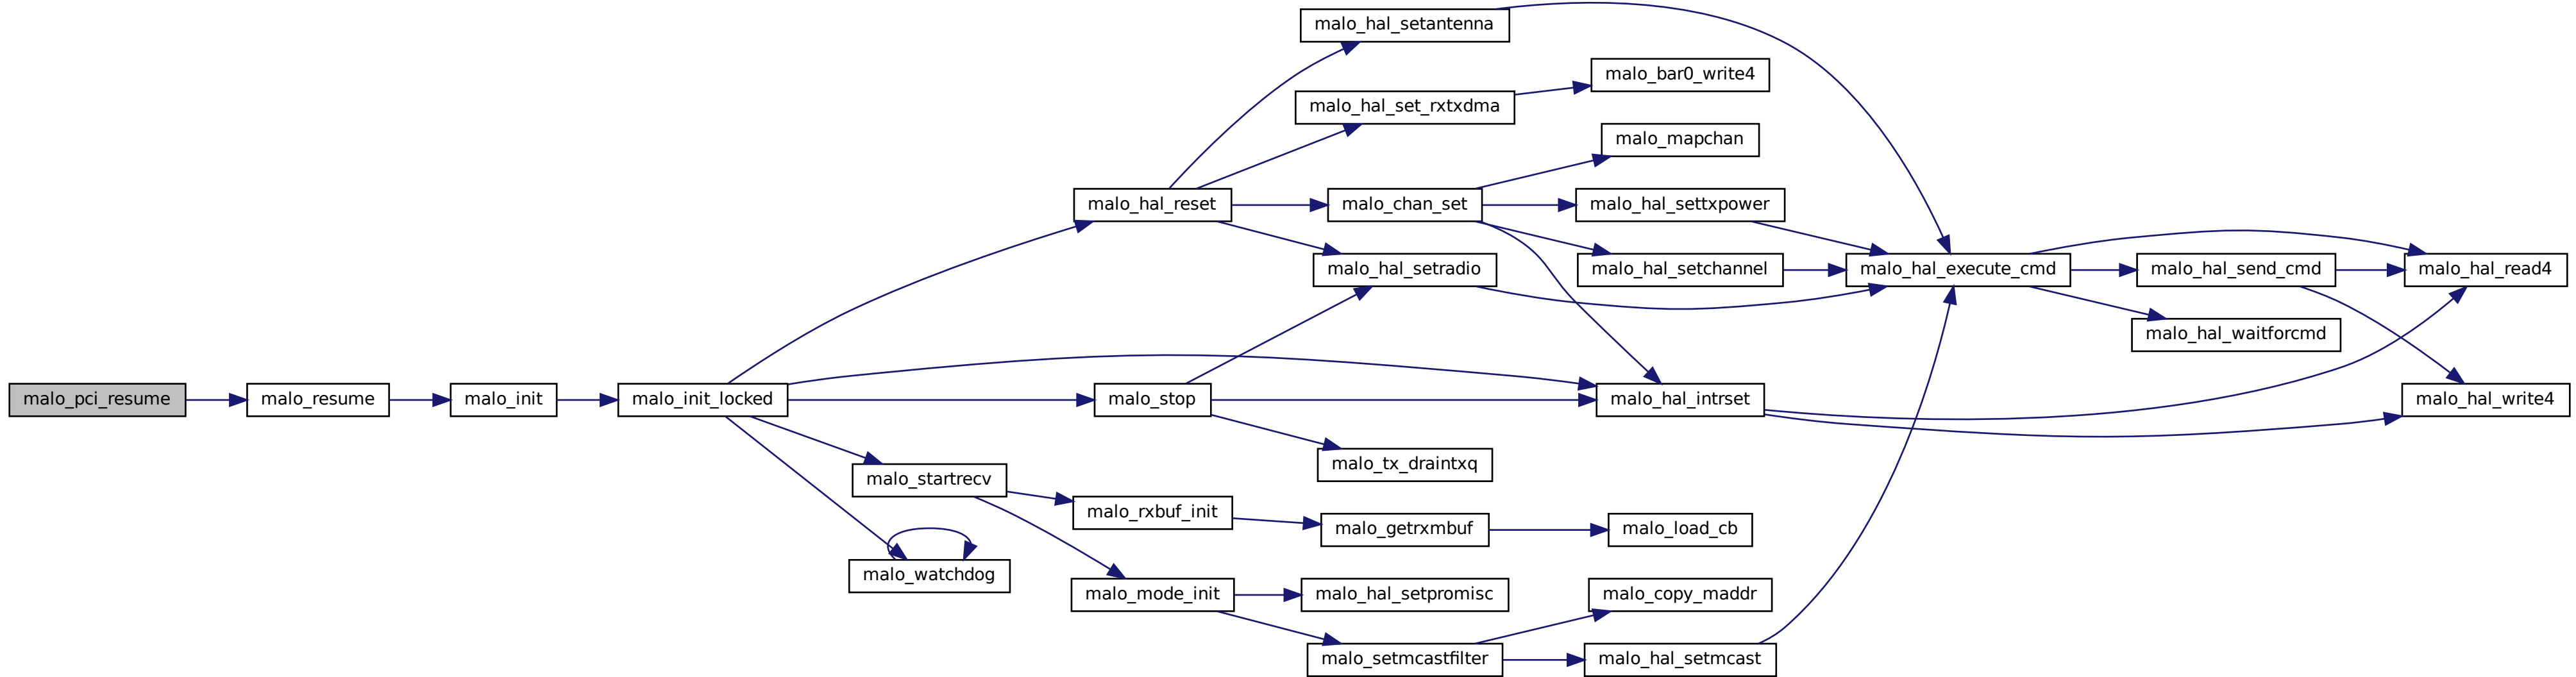 malo_hal_setantenna
malo_bar0_write4
malo_hal_set_rxtxdma
malo_mapchan
malo_hal_reset
malo_chan_set
malo_hal_settxpower
malo_hal_setradio
malo_hal_setchannel
malo_hal_execute_cmd
malo_hal_send_cmd
malo_hal_read4
malo_hal_waitforcmd
malo_pci_resume
malo_resume
malo_init
malo_init_locked
malo_stop
malo_hal_intrset
malo_hal_write4
malo_tx_draintxq
malo_startrecv
malo_rxbuf_init
malo_getrxmbuf
malo_load_cb
malo_watchdog
malo_mode_init
malo_hal_setpromisc
malo_copy_maddr
malo_setmcastfilter
malo_hal_setmcast